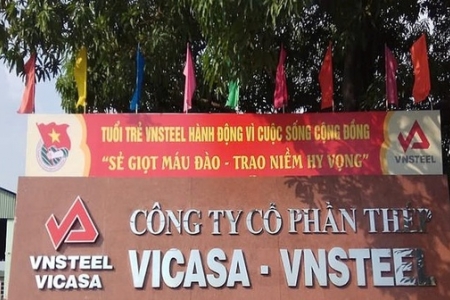 TUỔI TRẺ VNSTEEL HÀNH ĐỘNG VÌ CUỘC SỐNG CỘNG ĐỒNG
"SẺ GIỌT MÁU ĐÀO - TRAO NIỀM HY VỌNG"
VNSTEEL
CÔNG TY CỔ PHẦN THÉP
VICASA - VNSTEEL
VNSTEEL
VICASA